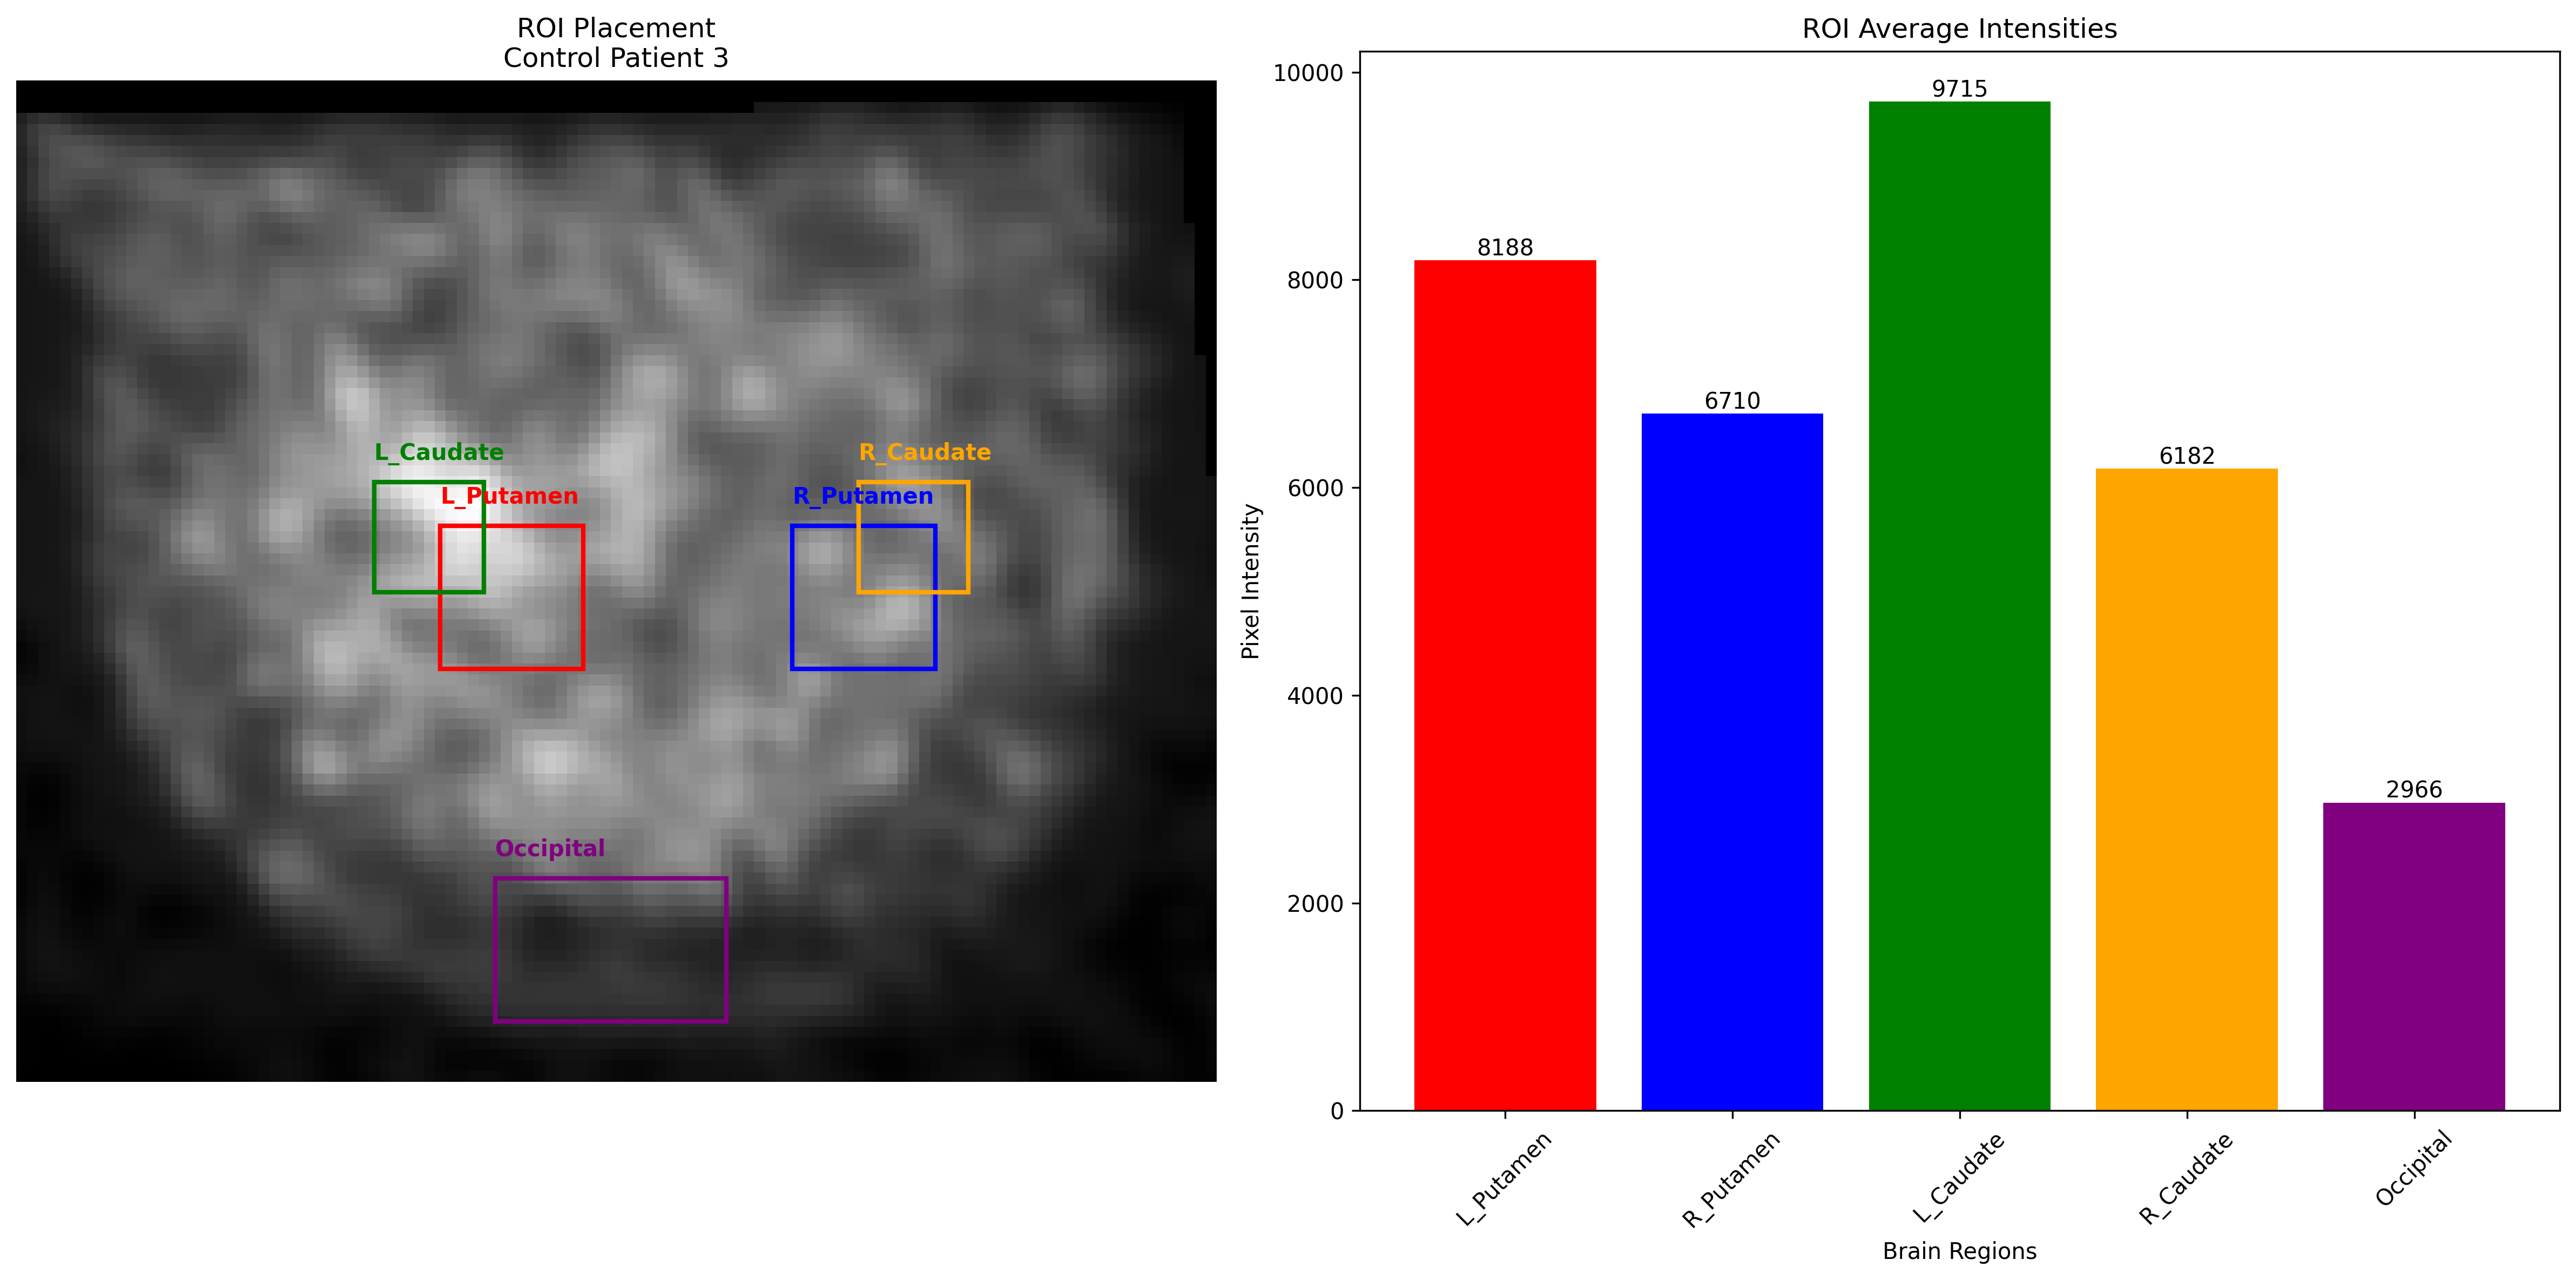 ROI Placement
Control Patient 3
L_Caudate
R_Caudate
L_Putamen
R_Putamen
Occipital
ROI Average Intensities
10000
8000
6000
4000
2000
0
Pixel Intensity
8188
6710
9715
6182
2966
L_Putamen
R_Putamen
L_Caudate
R_Caudate
Occipital
Brain Regions